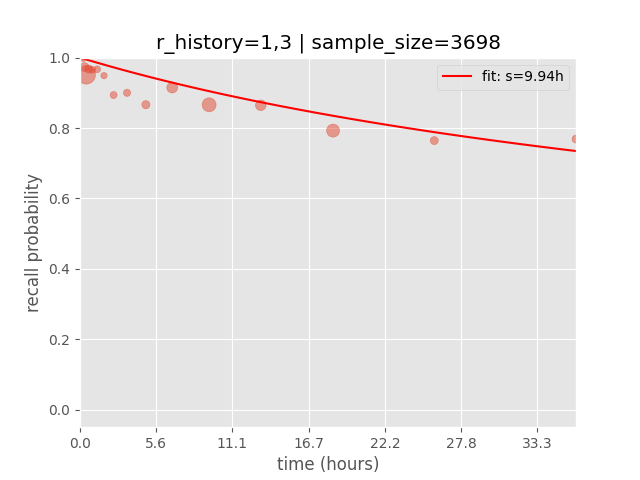 r_history=1,3 | sample_size=3698
fit: s=9.94h
recall probability
1.0
0.8
0.6
0.4
0.2
0.0
0.0 5.6 11.1 16.7 22.2 27.8 33.3
time (hours)